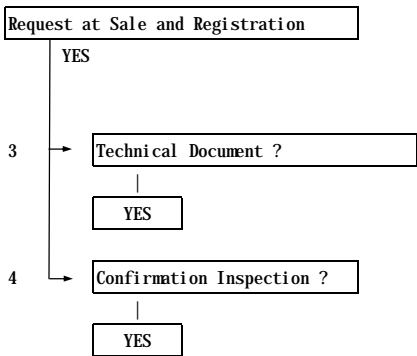 Request at Sale and Registration
YES
3 Technical Document ?
YES
4 Confirmation Inspection ?
YES